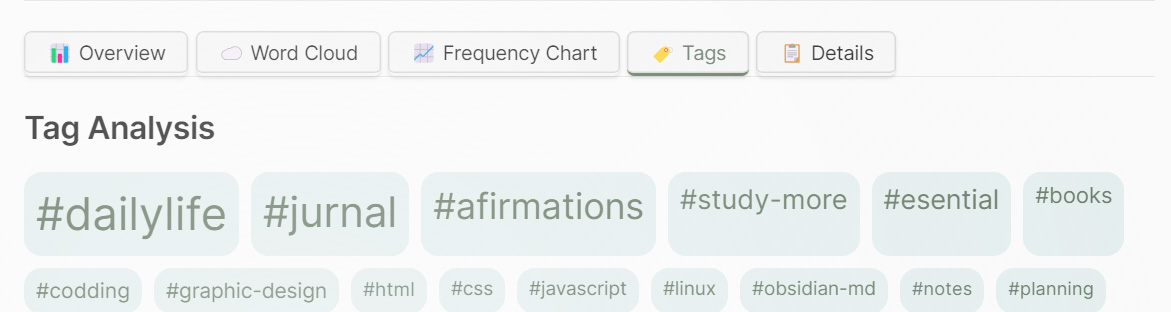 Overview Word Cloud Frequency Chart Tags Details
Tag Analysis
#dailylife #jurnal #afirmations #study-more #esential #books
#codding #graphic-design #html #css #javascript #linux #obsidian-md #notes #planning